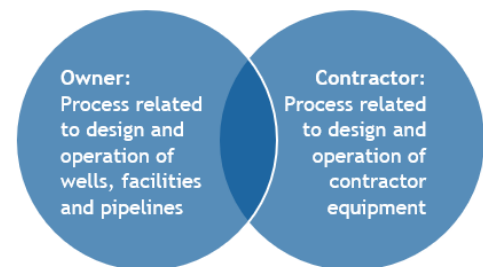 Owner:
Process related
to design and
operation of
wells, facilities
and pipelines
Contractor:
Process related
to design and
operation of
contractor
equipment